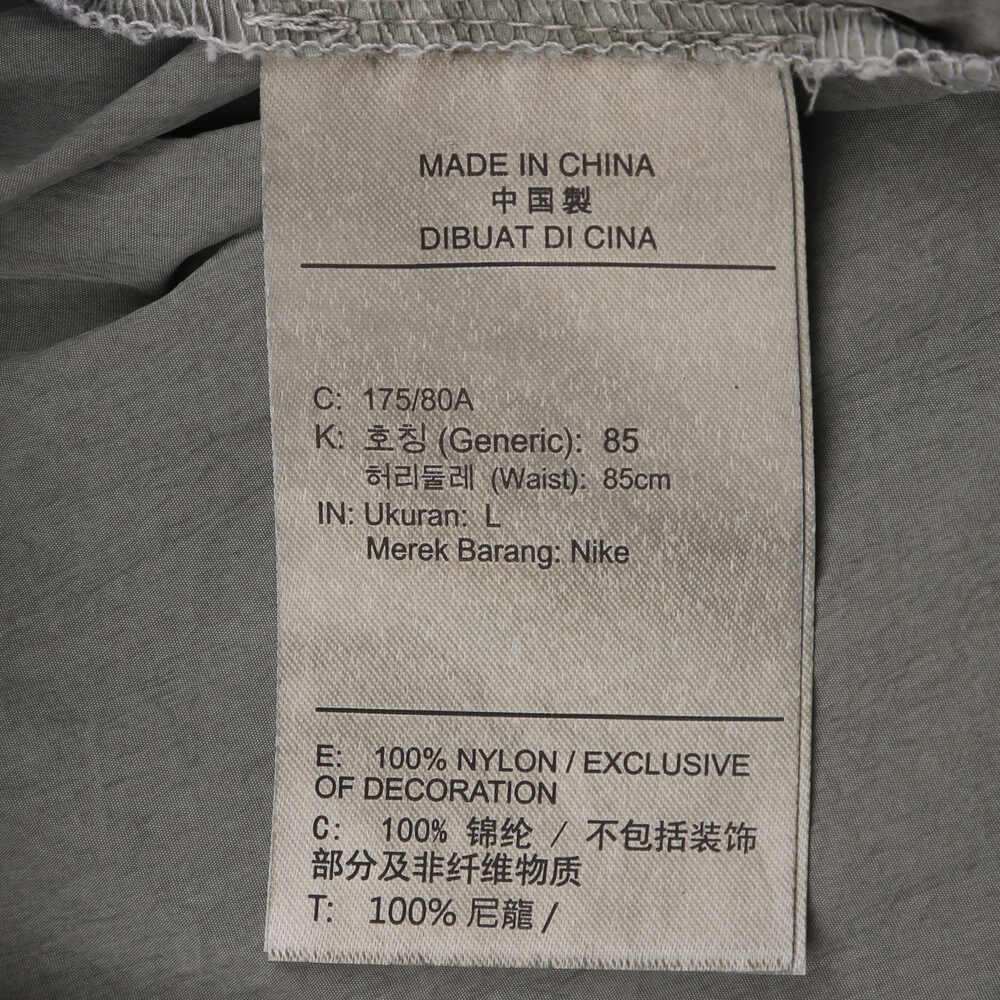 MADE IN CHINA
中国製
DIBUAT DI CINA
C: 175/80A
K: 호칭 (Generic): 85
허리둘레 (Waist): 85cm
IN: Ukuran: L
Merek Barang: Nike
E: 100% NYLON / EXCLUSIVE
OF DECORATION
C: 100% 锦纶 / 不包括装饰
部分及非纤维物质
T: 100% 尼龍 /